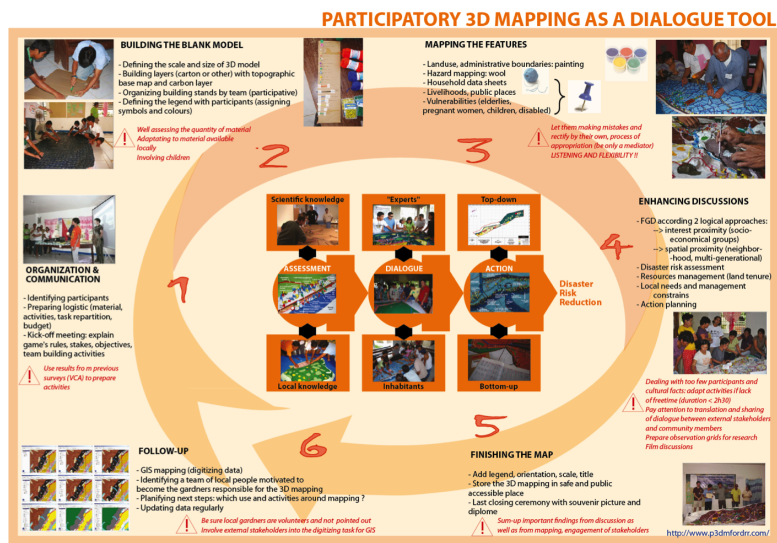 PARTICIPATORY 3D MAPPING AS A DIALOGUE TOOL
BUILDING THE BLANK MODEL
- Defining the scale and size of 3D model
- Building layers (carton or other) with topographic
base map and carbon layer
- Organizing building stands by team (participative)
- Defining the legend with participants (assigning
symbols and colours)
Well assessing the quantity of material
Adaptating to material available
locally
Involving children
2
MAPPING THE FEATURES
- Landuse, administrative boundaries: painting
- Hazard mapping: wool
- Household data sheets
- Livelihoods, public places
- Vulnerabilities (elderlies,
pregnant women, children, disabled)
Let them making mistakes and
rectify by their own, process of
appropriation (be only a mediator)
LISTENING AND FLEXIBILITY !!
3
ORGANIZATION &
COMMUNICATION
- Identifying participants
- Preparing logistic (material,
activities, task repartition,
budget)
- Kick-off meeting: explain
game's rules, stakes, objectives,
team building activities
Use results fro m previous
surveys (VCA) to prepare
activities
1
Scientific knowledge
"Experts"
Top-down
ASSESSMENT
DIALOGUE
ACTION
Disaster
Risk
Reduction
Local knowledge
Inhabitants
Bottom-up
4
ENHANCING DISCUSSIONS
- FGD according 2 logical approaches:
--> interest proximity (socio-
economical groups)
--> spatial proximity (neighbor-
-hood, multi-generational)
- Disaster risk assessment
- Resources management (land tenure)
- Local needs and management
constrains
- Action planning
Dealing with too few participants and
cultural facts: adapt activities if lack
of freetime (duration < 2h30)
Pay attention to translation and sharing
of dialogue between external stakeholders
and community members
Prepare observation grids for research
Film discussions
6
FOLLOW-UP
- GIS mapping (digitizing data)
- Identifying a team of local people motivated to
become the gardners responsible for the 3D mapping
- Planifying next steps: which use and activities around mapping ?
- Updating data regularly
Be sure local gardners are volunteers and not pointed out
Involve external stakeholders into the digitizing task for GIS
5
FINISHING THE MAP
- Add legend, orientation, scale, title
- Store the 3D mapping in safe and public
accessible place
- Last closing ceremony with souvenir picture and
diplome
Sum-up important findings from discussion as
well as from mapping, engagement of stakeholders
http://www.p3dmfordrr.com/